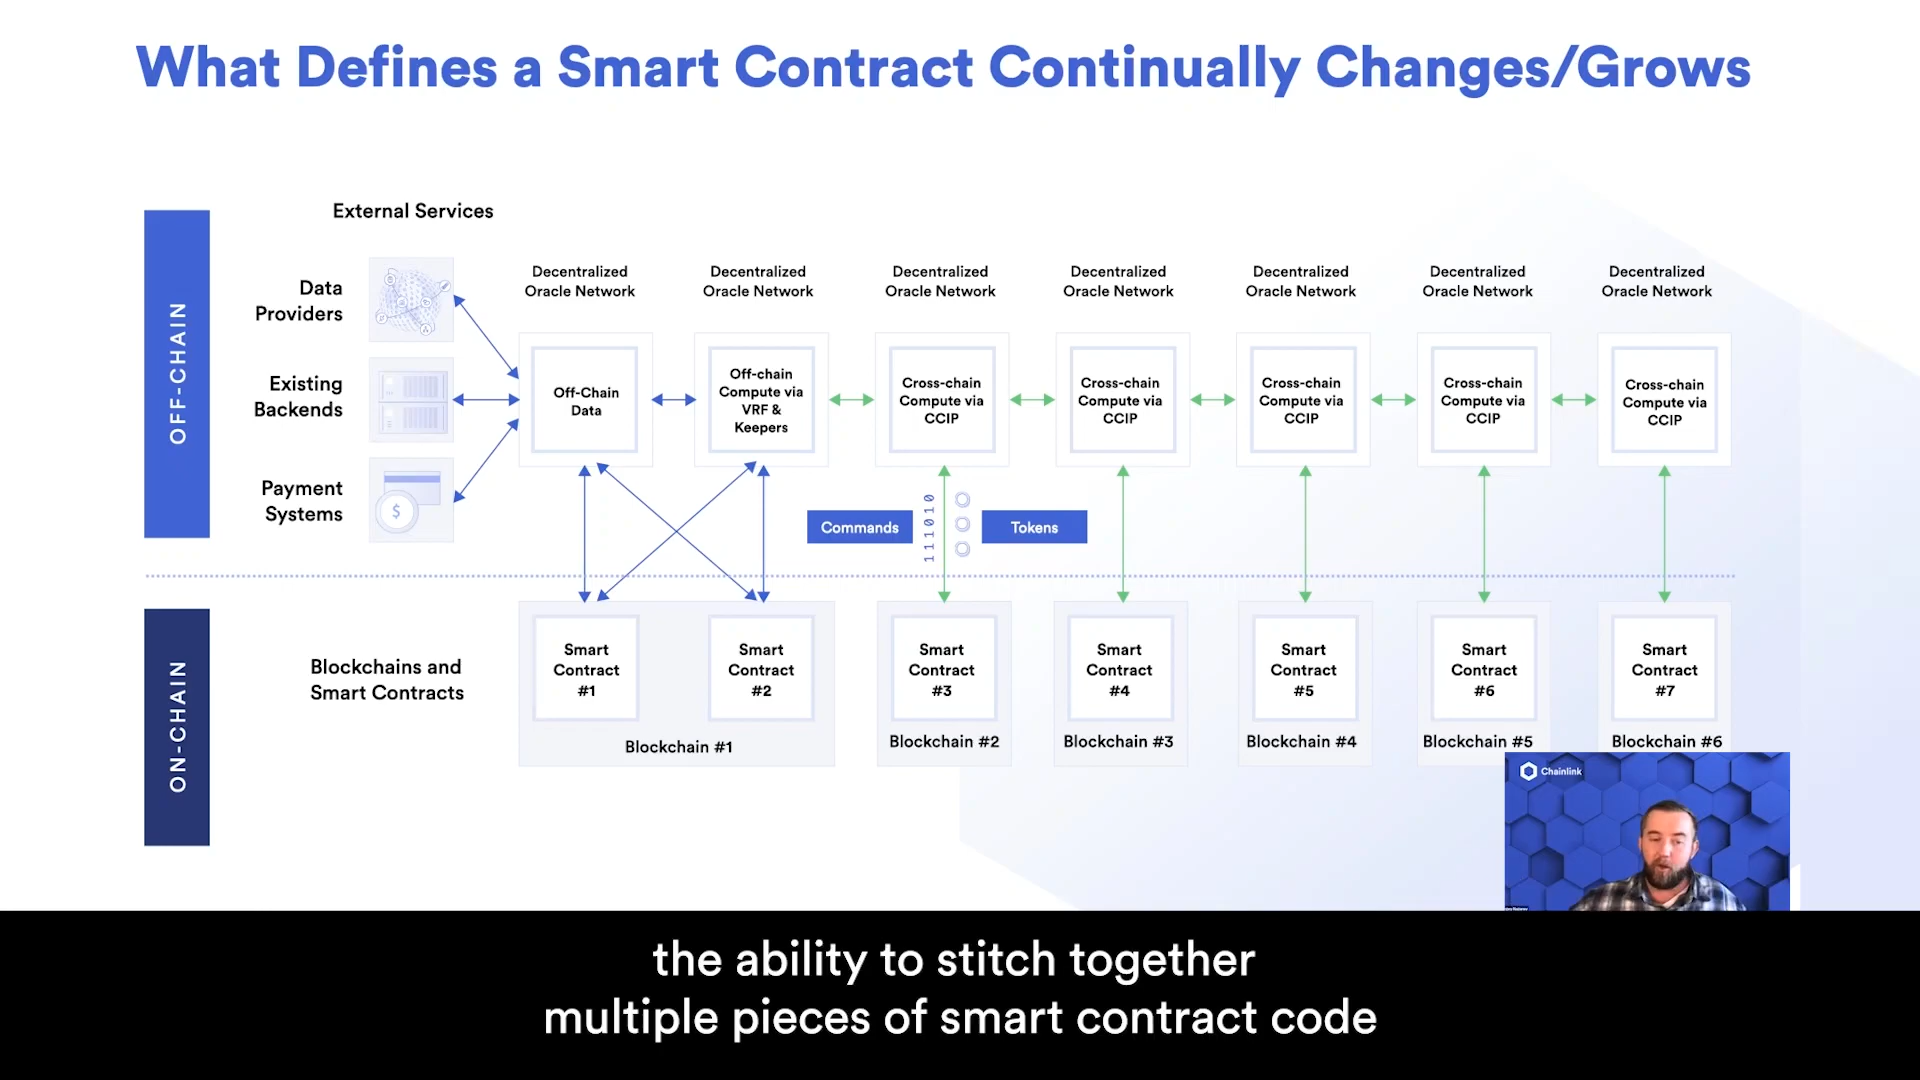 What Defines a Smart Contract Continually Changes/Grows
OFF-CHAIN
External Services
Data
Providers
Existing
Backends
Payment
Systems
$
Decentralized
Oracle Network
Decentralized
Oracle Network
Decentralized
Oracle Network
Decentralized
Oracle Network
Decentralized
Oracle Network
Decentralized
Oracle Network
Decentralized
Oracle Network
Off-Chain
Data
Off-chain
Compute via
VRF &
Keepers
Cross-chain
Compute via
CCIP
Cross-chain
Compute via
CCIP
Cross-chain
Compute via
CCIP
Cross-chain
Compute via
CCIP
Cross-chain
Compute via
CCIP
Commands
111010
Tokens
ON-CHAIN
Blockchains and
Smart Contracts
Smart
Contract
#1
Smart
Contract
#2
Smart
Contract
#3
Smart
Contract
#4
Smart
Contract
#5
Smart
Contract
#6
Smart
Contract
#7
Blockchain #1
Blockchain #2
Blockchain #3
Blockchain #4
Blockchain #5
Blockchain #6
Chainlink
the ability to stitch together
multiple pieces of smart contract code